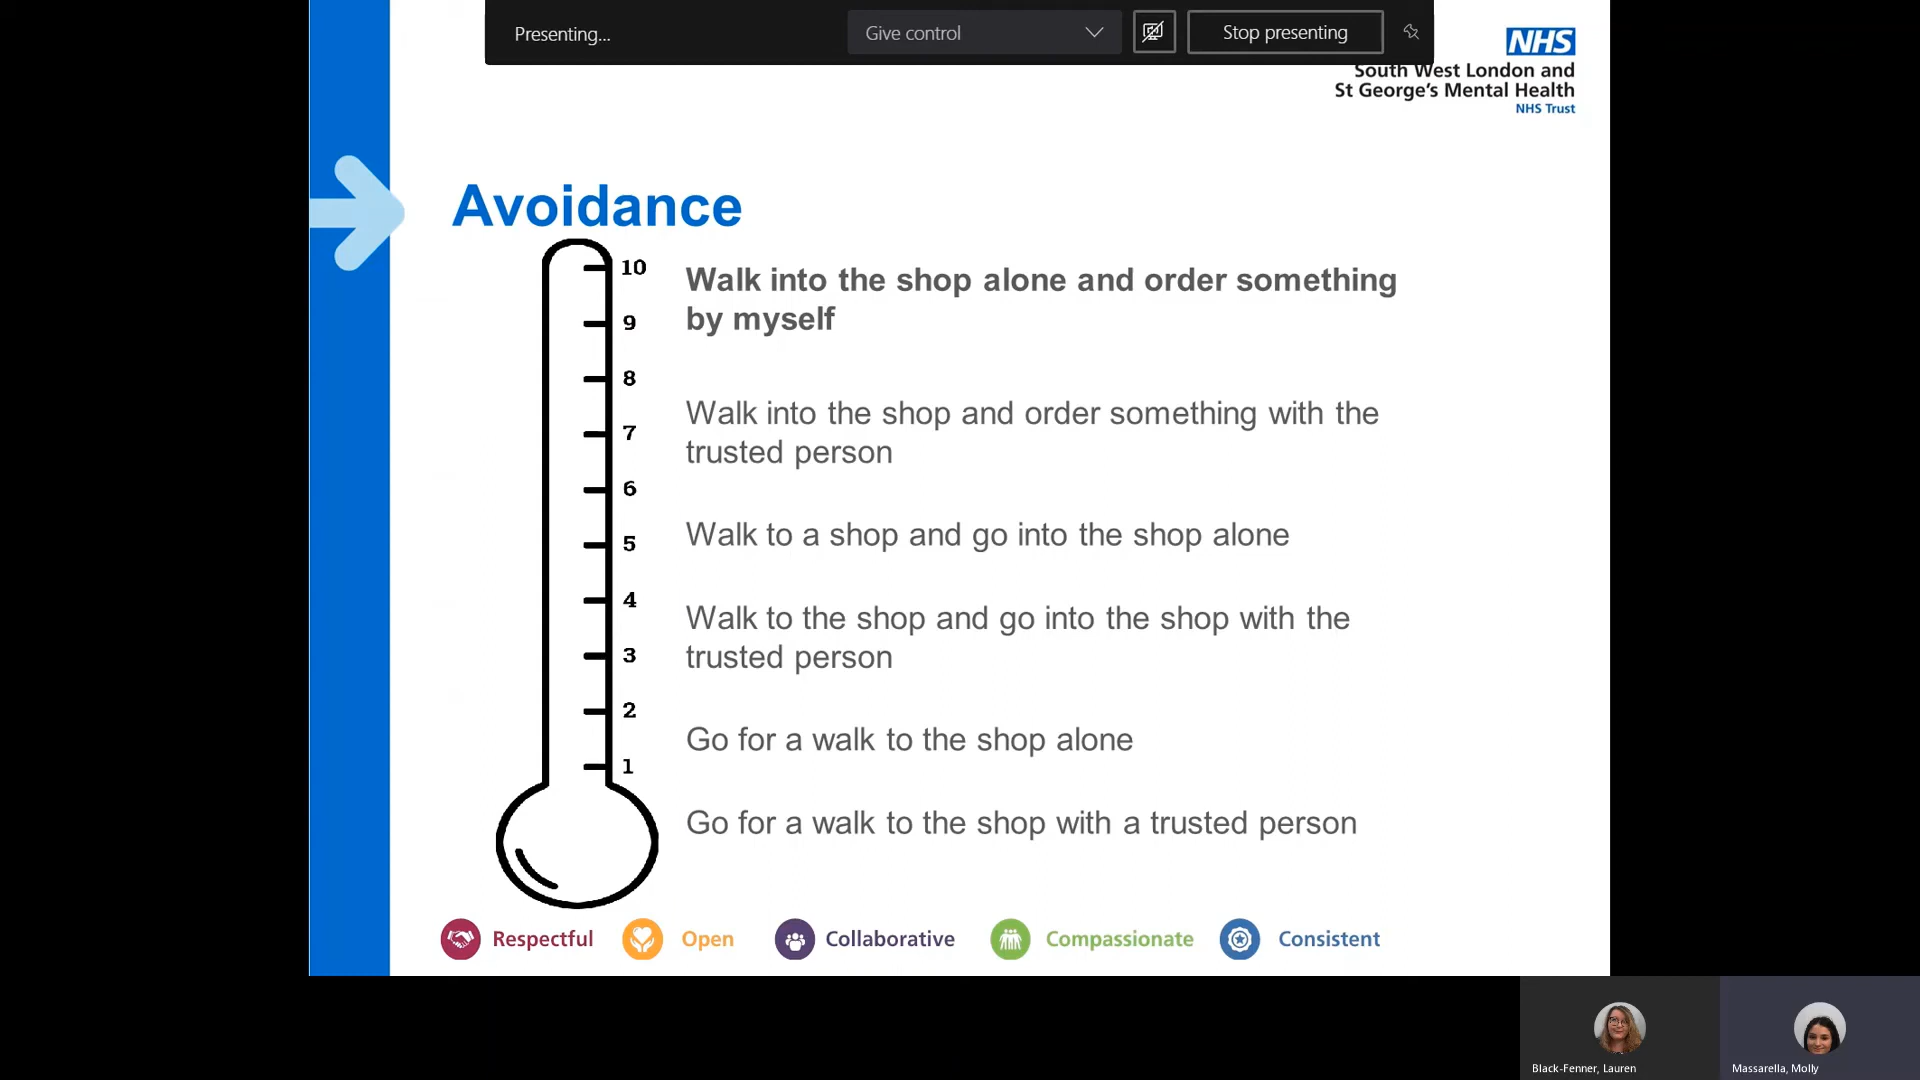 Presenting...
Give control
Stop presenting
NHS
South West London and
St George's Mental Health
NHS Trust
Avoidance
10
Walk into the shop alone and order something
by myself
9
8
Walk into the shop and order something with the
trusted person
7
6
Walk to a shop and go into the shop alone
5
4
Walk to the shop and go into the shop with the
trusted person
3
2
Go for a walk to the shop alone
1
Go for a walk to the shop with a trusted person
Respectful
Open
Collaborative
Compassionate
Consistent
Black-Fenner, Lauren
Massarella, Molly